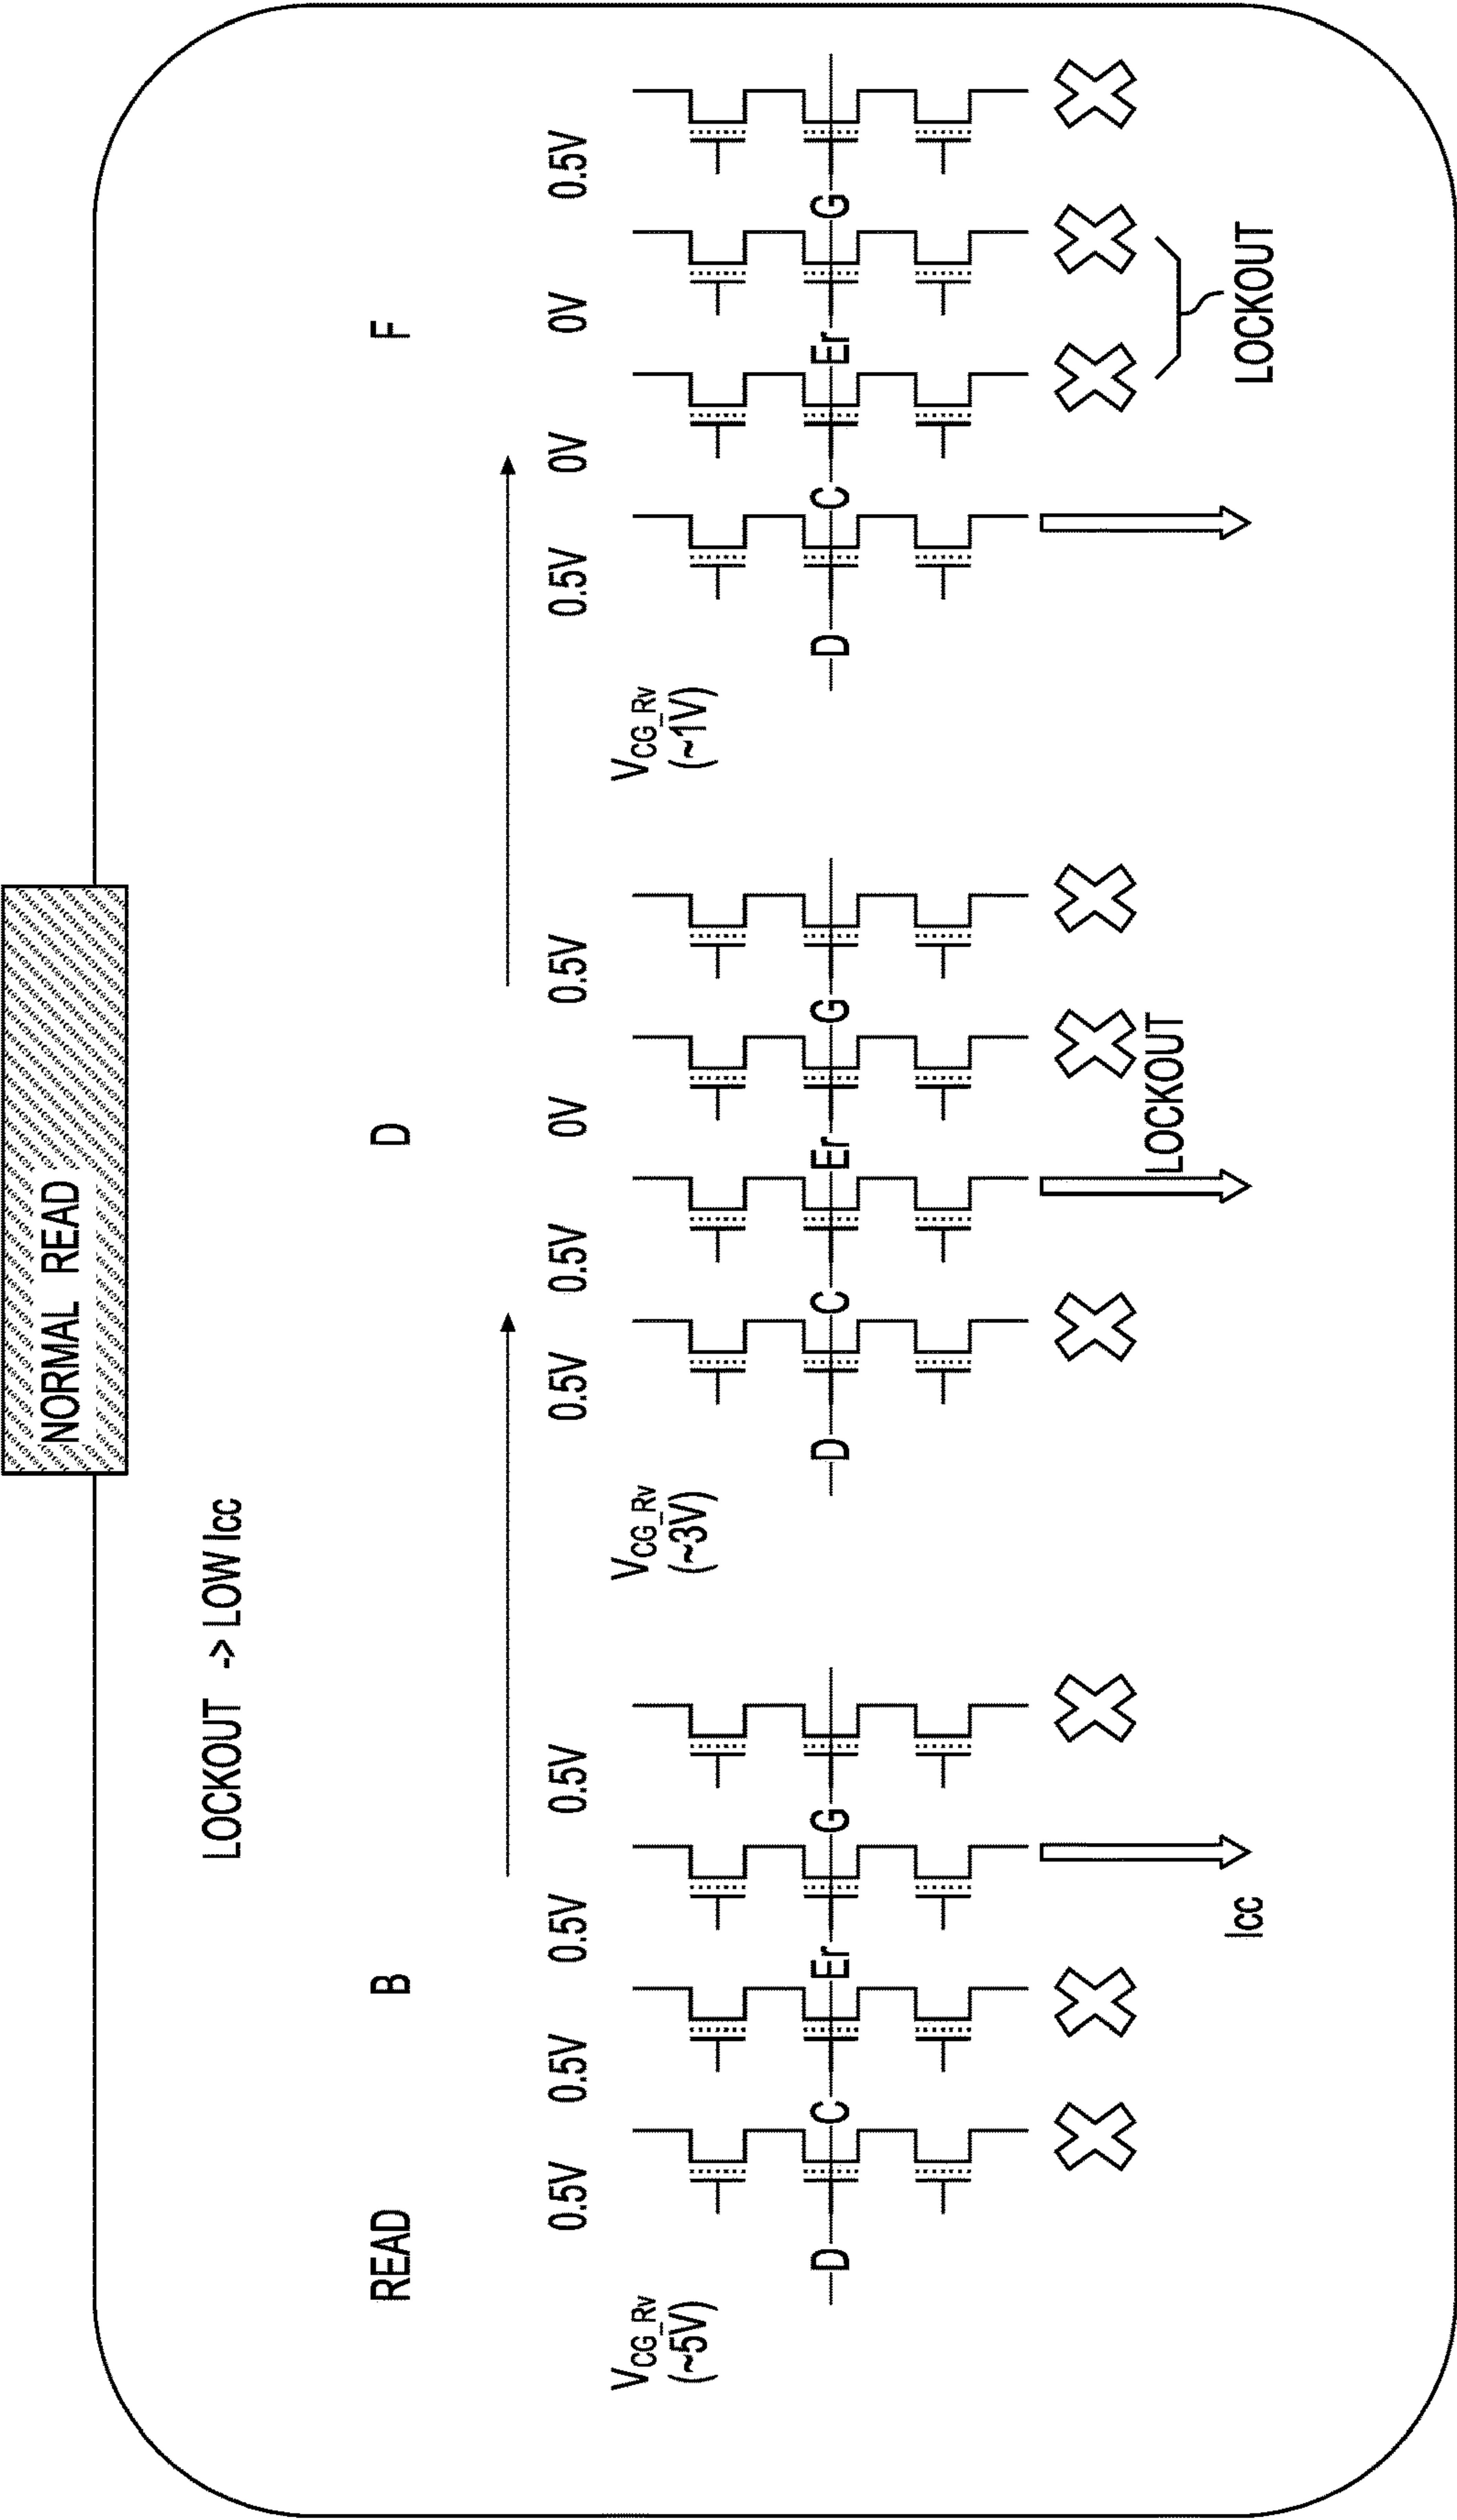 NORMAL READ
LOCKOUT -> LOW Icc
READ B D F
0.5V 0.5V 0.5V 0.5V 0.5V 0.5V 0V 0.5V 0.5V 0V 0V 0.5V
VCG_Rv
(~5V)
VCG_Rv
(~3V)
VCG_Rv
(~1V)
D C Er G D C Er G D C Er G
Icc
LOCKOUT
LOCKOUT